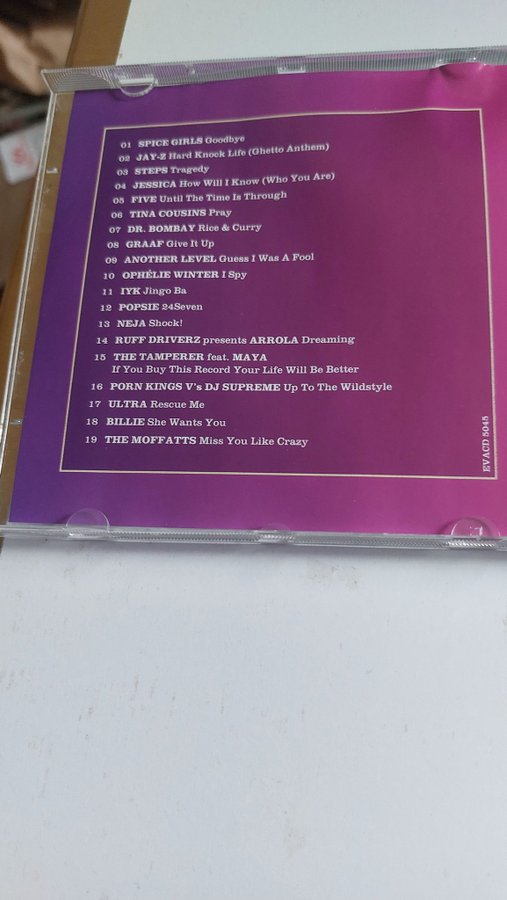 01 SPICE GIRLS Goodbye
02 JAY-Z Hard Knock Life (Ghetto Anthem)
03 STEPS Tragedy
04 JESSICA How Will I Know (Who You Are)
05 FIVE Until The Time Is Through
06 TINA COUSINS Pray
07 DR. BOMBAY Rice & Curry
08 GRAAF Give It Up
09 ANOTHER LEVEL Guess I Was A Fool
10 OPHÉLIE WINTER I Spy
11 IYK Jingo Ba
12 POPSIE 24Seven
13 NEJA Shock!
14 RUFF DRIVERZ presents ARROLA Dreaming
15 THE TAMPERER feat. MAYA
If You Buy This Record Your Life Will Be Better
16 PORN KINGS V's DJ SUPREME Up To The Wildstyle
17 ULTRA Rescue Me
18 BILLIE She Wants You
19 THE MOFFATTS Miss You Like Crazy
EVACD 5045